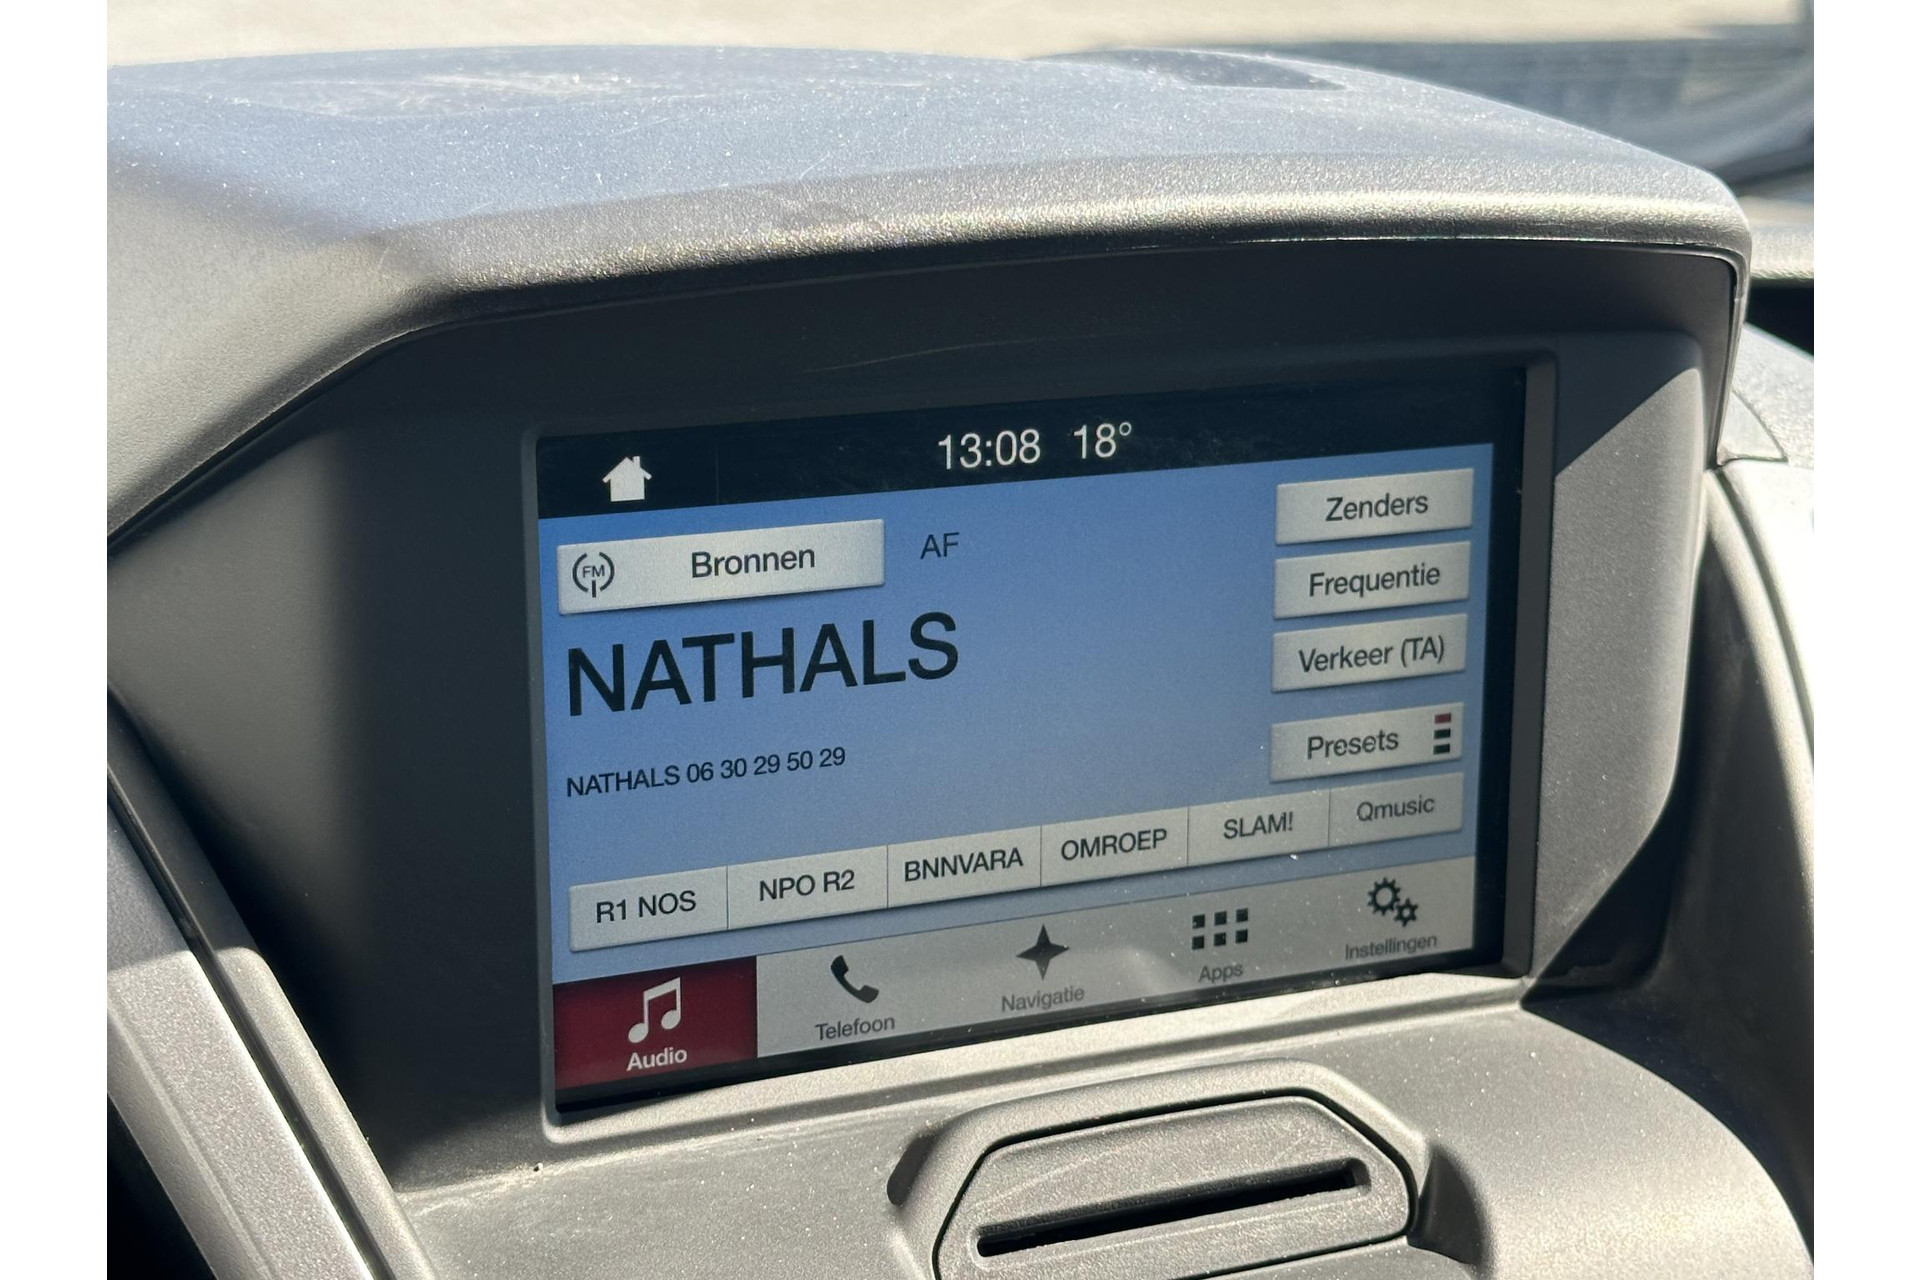 13:08 18°
FM Bronnen AF
Zenders
Frequentie
NATHALS
Verkeer (TA)
Presets
NATHALS 06 30 29 50 29
R1 NOS NPO R2 BNNVARA OMROEP SLAM! Qmusic
Audio Telefoon Navigatie Apps Instellingen